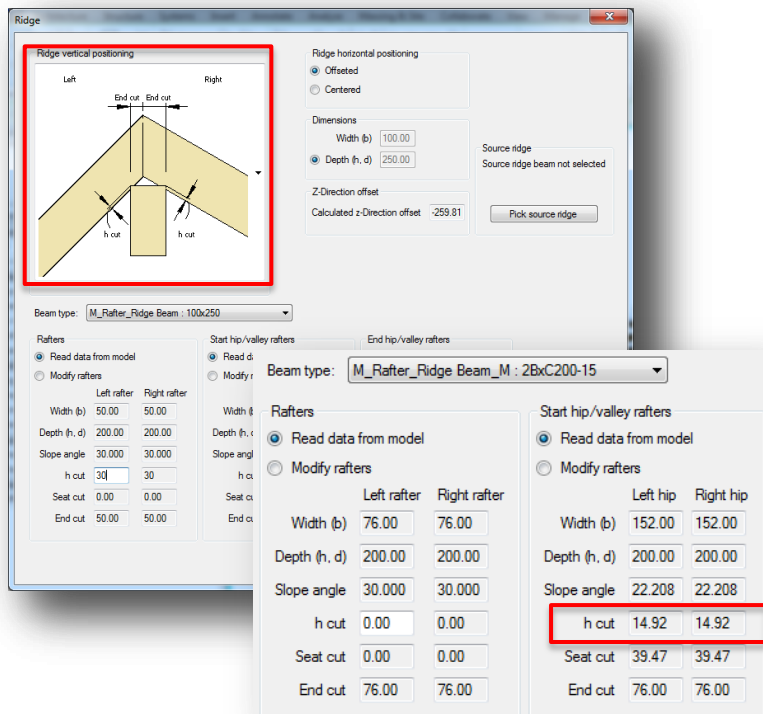 Ridge
Ridge vertical positioning
Left
Right
End cut End cut
h cut
h cut
Ridge horizontal positioning
Offseted
Centered
Dimensions
Width (b) 100.00
Depth (h, d) 250.00
Z-Direction offset
Calculated z-Direction offset -259.81
Source ridge
Source ridge beam not selected
Pick source ridge
Beam type: M_Rafter_Ridge Beam : 100x250
Rafters
Read data from model
Modify rafters
Left rafter Right rafter
Width (b) 50.00 50.00
Depth (h, d) 200.00 200.00
Slope angle 30.000 30.000
h cut 30 30
Seat cut 0.00 0.00
End cut 50.00 50.00
Start hip/valley rafters
End hip/valley rafters
Beam type: M_Rafter_Ridge Beam_M : 2BxC200-15
Rafters
Read data from model
Modify rafters
Left rafter Right rafter
Width (b) 76.00 76.00
Depth (h, d) 200.00 200.00
Slope angle 30.000 30.000
h cut 0.00 0.00
Seat cut 0.00 0.00
End cut 76.00 76.00
Start hip/valley rafters
Read data from model
Modify rafters
Left hip Right hip
Width (b) 152.00 152.00
Depth (h, d) 200.00 200.00
Slope angle 22.208 22.208
h cut 14.92 14.92
Seat cut 39.47 39.47
End cut 76.00 76.00